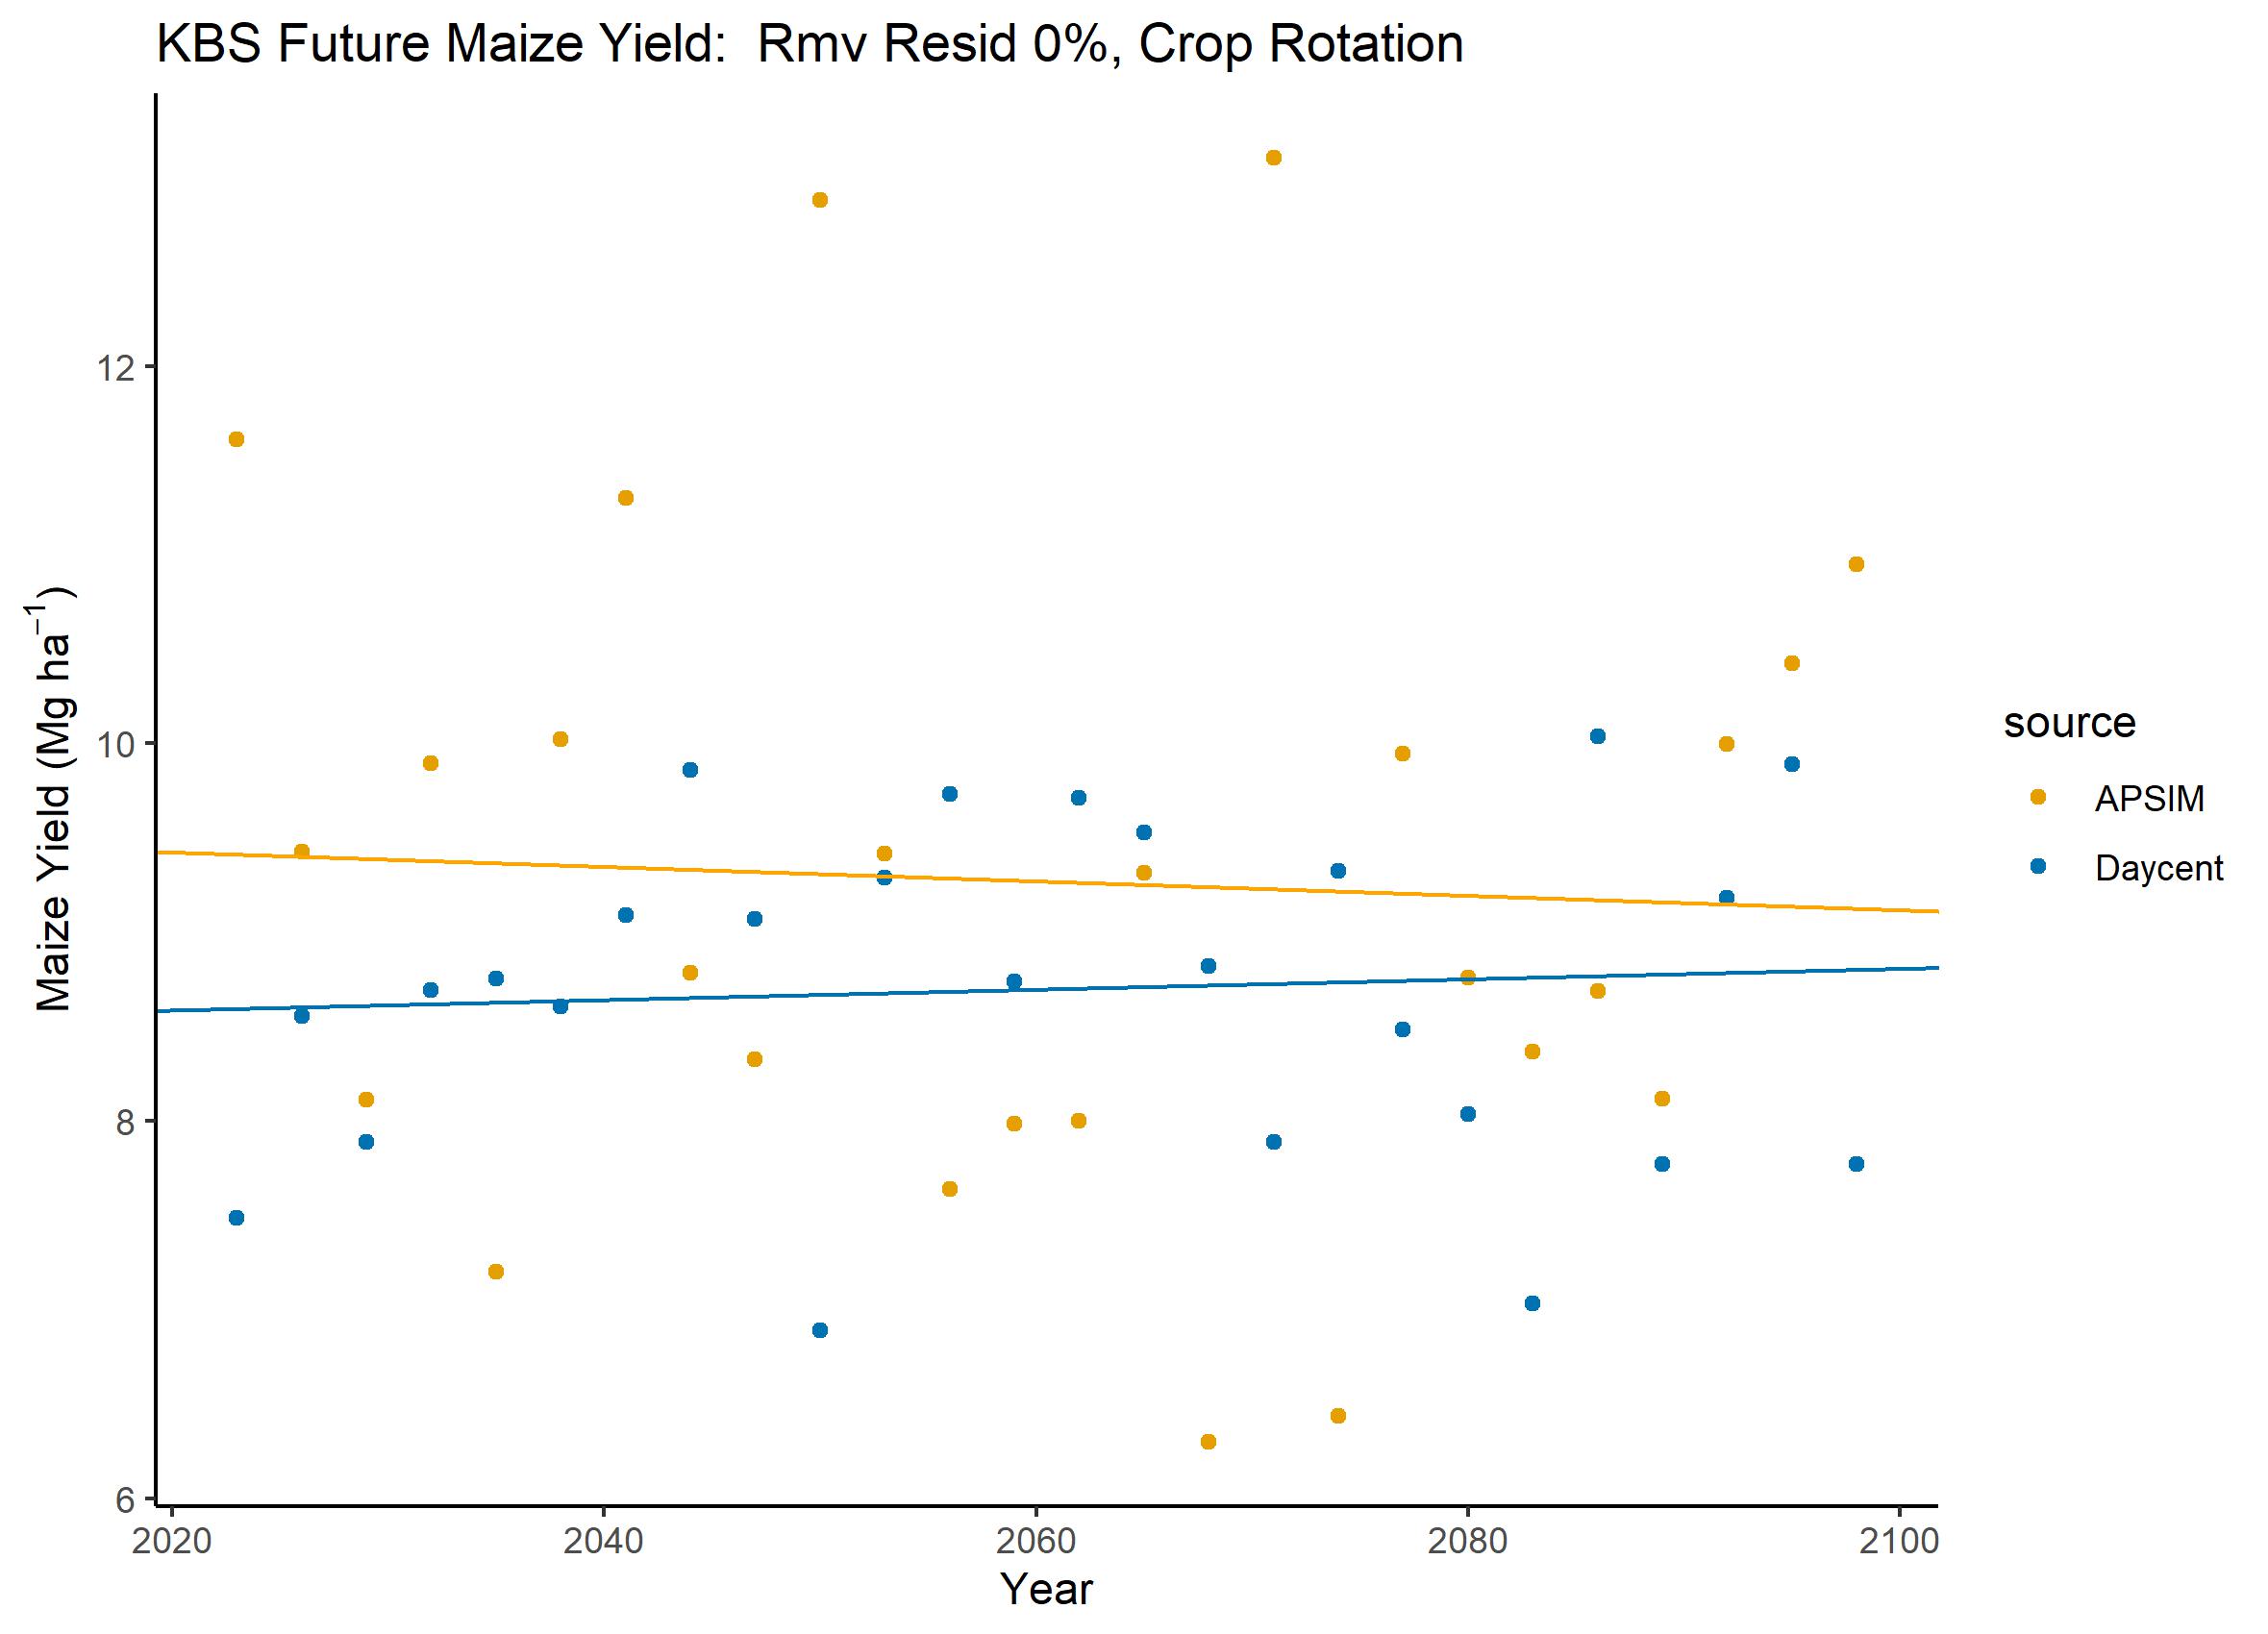 KBS Future Maize Yield:  Rmv Resid 0%, Crop Rotation
Maize Yield (Mg ha⁻¹)
12
10
8
6
2020 2040 2060 2080 2100
Year
source
APSIM
Daycent